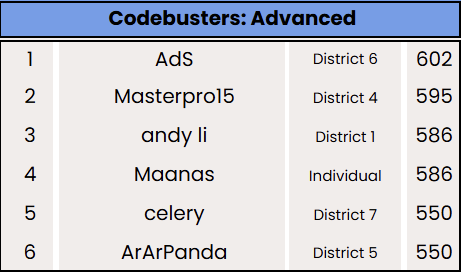 Codebusters: Advanced
1 AdS District 6 602
2 Masterpro15 District 4 595
3 andy li District 1 586
4 Maanas Individual 586
5 celery District 7 550
6 ArArPanda District 5 550